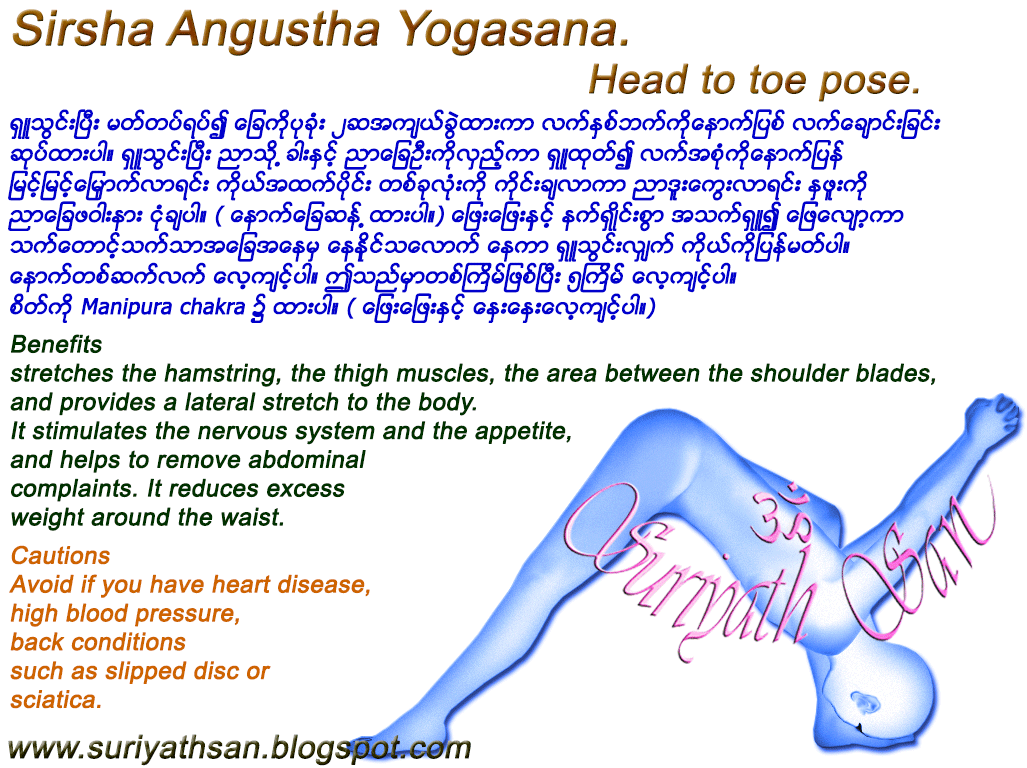 Sirsha Angustha Yogasana.
Head to toe pose.
ရှူသွင်းပြီး မတ်တပ်ရပ်၍ ခြေကိုပုခုံး ၂ဆအကျယ်ခွဲထားကာ လက်နှစ်ဘက်ကိုနောက်ပြစ် လက်ချောင်းခြင်း
ဆုပ်ထားပါ။ ရှူသွင်းပြီး ညာသို့ ခါးနှင့် ညာခြေဦးကိုလှည့်ကာ ရှူထုတ်၍ လက်အစုံကိုနောက်ပြန်
မြင့်မြင့်မြှောက်လာရင်း ကိုယ်အထက်ပိုင်း တစ်ခုလုံးကို ကိုင်းချလာကာ ညာဒူးကွေးလာရင်း နဖူးကို
ညာခြေဖဝါးနား ငုံ့ချပါ။ ( နောက်ခြေဆန့် ထားပါ။) ဖြေးဖြေးနှင့် နက်ရှိုင်းစွာ အသက်ရှူ၍ ဖြေလျော့ကာ
သက်တောင့်သက်သာအခြေအနေမှ နေနိုင်သလောက် နေကာ ရှူသွင်းလျှက် ကိုယ်ကိုပြန်မတ်ပါ။
နောက်တစ်ဆက်လက် လေ့ကျင့်ပါ။ ဤသည်မှာတစ်ကြိမ်ဖြစ်ပြီး ၅ကြိမ် လေ့ကျင့်ပါ။
စိတ်ကို Manipura chakra ၌ ထားပါ။ ( ဖြေးဖြေးနှင့် နှေးနှေးလေ့ကျင့်ပါ။)
Benefits
stretches the hamstring, the thigh muscles, the area between the shoulder blades,
and provides a lateral stretch to the body.
It stimulates the nervous system and the appetite,
and helps to remove abdominal
complaints. It reduces excess
weight around the waist.
ॐ
Suriyath San
Cautions
Avoid if you have heart disease,
high blood pressure,
back conditions
such as slipped disc or
sciatica.
www.suriyathsan.blogspot.com